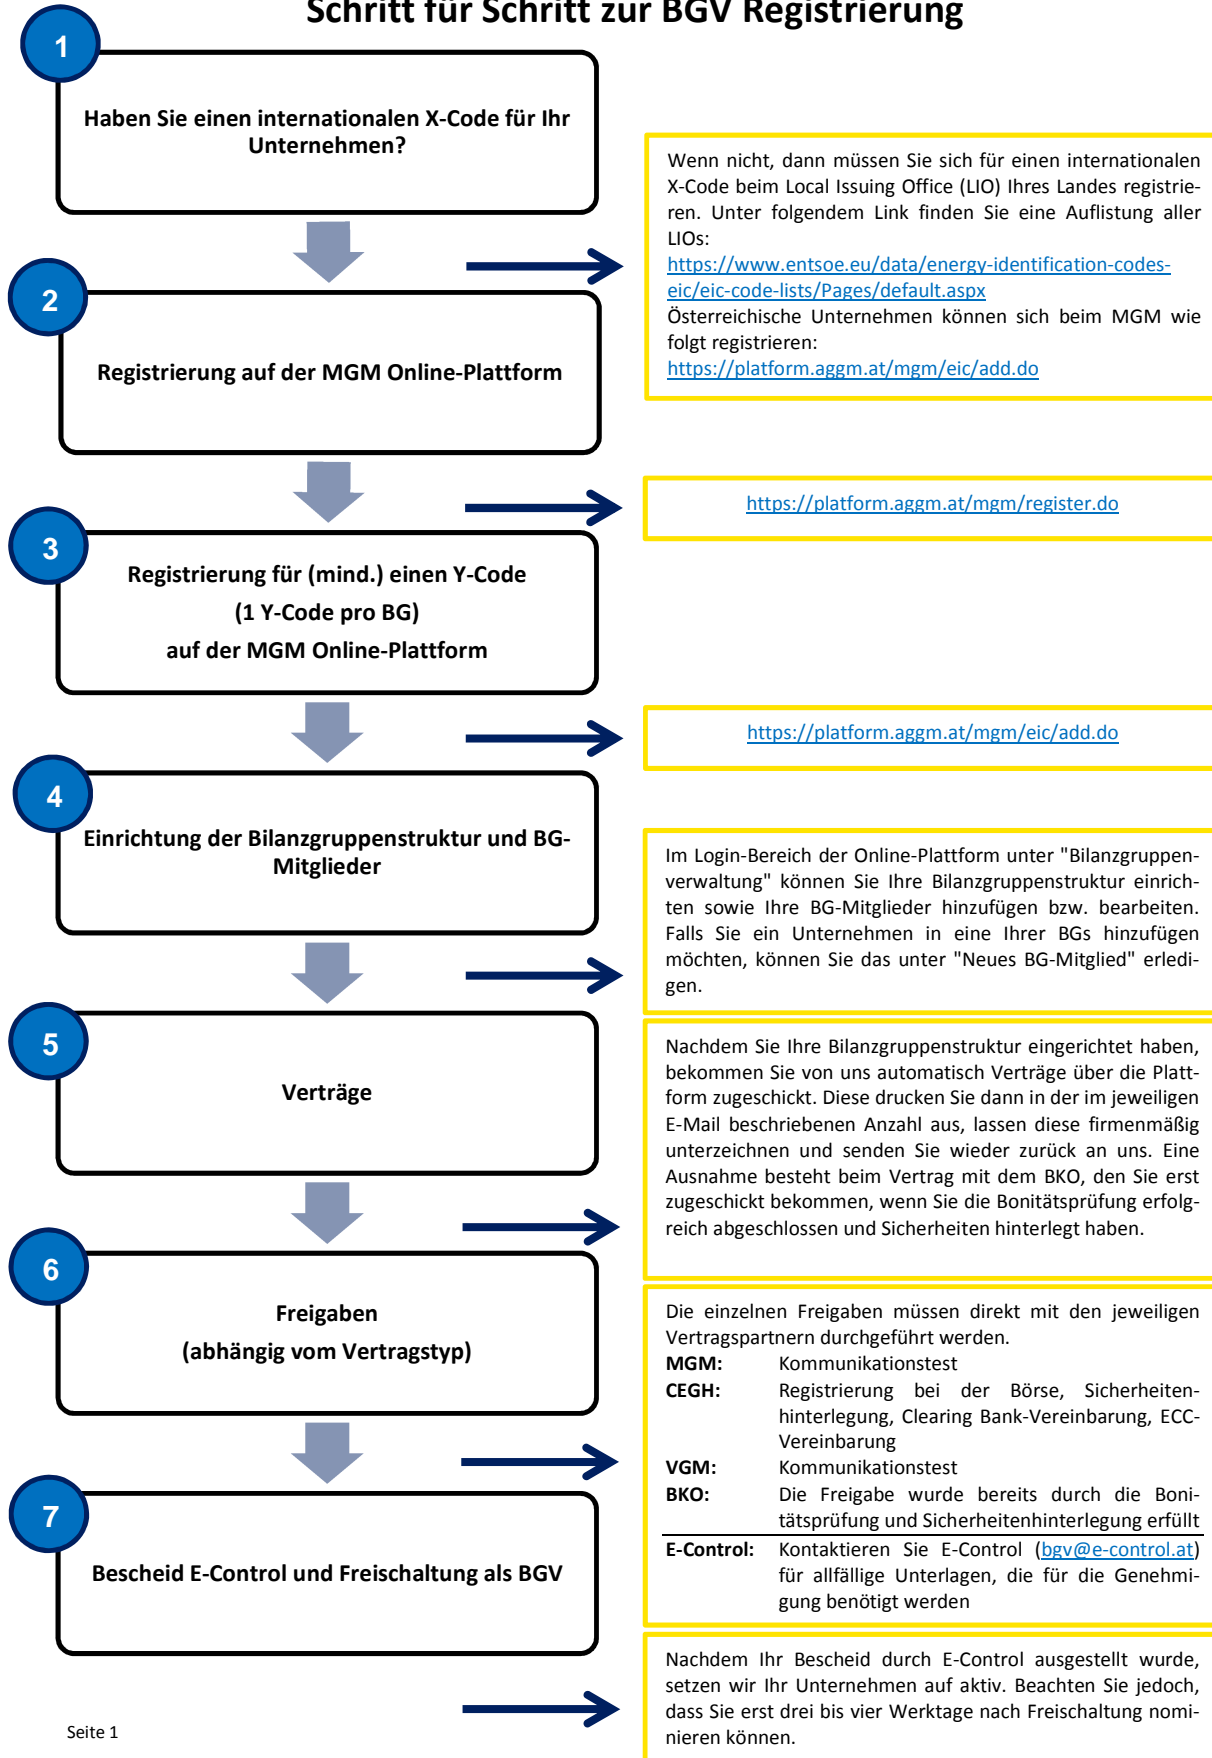 Schritt für Schritt zur BGV Registrierung
1
Haben Sie einen internationalen X-Code für Ihr
Unternehmen?
Wenn nicht, dann müssen Sie sich für einen internationalen
X-Code beim Local Issuing Office (LIO) Ihres Landes registrie-
ren. Unter folgendem Link finden Sie eine Auflistung aller
LIOs:
https://www.entsoe.eu/data/energy-identification-codes-
eic/eic-code-lists/Pages/default.aspx
Österreichische Unternehmen können sich beim MGM wie
folgt registrieren:
https://platform.aggm.at/mgm/eic/add.do
2
Registrierung auf der MGM Online-Plattform
https://platform.aggm.at/mgm/register.do
3
Registrierung für (mind.) einen Y-Code
(1 Y-Code pro BG)
auf der MGM Online-Plattform
https://platform.aggm.at/mgm/eic/add.do
4
Einrichtung der Bilanzgruppenstruktur und BG-
Mitglieder
Im Login-Bereich der Online-Plattform unter "Bilanzgruppen-
verwaltung" können Sie Ihre Bilanzgruppenstruktur einrich-
ten sowie Ihre BG-Mitglieder hinzufügen bzw. bearbeiten.
Falls Sie ein Unternehmen in eine Ihrer BGs hinzufügen
möchten, können Sie das unter "Neues BG-Mitglied" erledi-
gen.
5
Verträge
Nachdem Sie Ihre Bilanzgruppenstruktur eingerichtet haben,
bekommen Sie von uns automatisch Verträge über die Platt-
form zugeschickt. Diese drucken Sie dann in der im jeweiligen
E-Mail beschriebenen Anzahl aus, lassen diese firmenmäßig
unterzeichnen und senden Sie wieder zurück an uns. Eine
Ausnahme besteht beim Vertrag mit dem BKO, den Sie erst
zugeschickt bekommen, wenn Sie die Bonitätsprüfung erfolg-
reich abgeschlossen und Sicherheiten hinterlegt haben.
6
Freigaben
(abhängig vom Vertragstyp)
Die einzelnen Freigaben müssen direkt mit den jeweiligen
Vertragspartnern durchgeführt werden.
MGM: Kommunikationstest
CEGH: Registrierung bei der Börse, Sicherheiten-
hinterlegung, Clearing Bank-Vereinbarung, ECC-
Vereinbarung
VGM: Kommunikationstest
BKO: Die Freigabe wurde bereits durch die Boni-
tätsprüfung und Sicherheitenhinterlegung erfüllt
E-Control: Kontaktieren Sie E-Control (bgv@e-control.at)
für allfällige Unterlagen, die für die Genehmi-
gung benötigt werden
7
Bescheid E-Control und Freischaltung als BGV
Nachdem Ihr Bescheid durch E-Control ausgestellt wurde,
setzen wir Ihr Unternehmen auf aktiv. Beachten Sie jedoch,
dass Sie erst drei bis vier Werktage nach Freischaltung nomi-
nieren können.
Seite 1